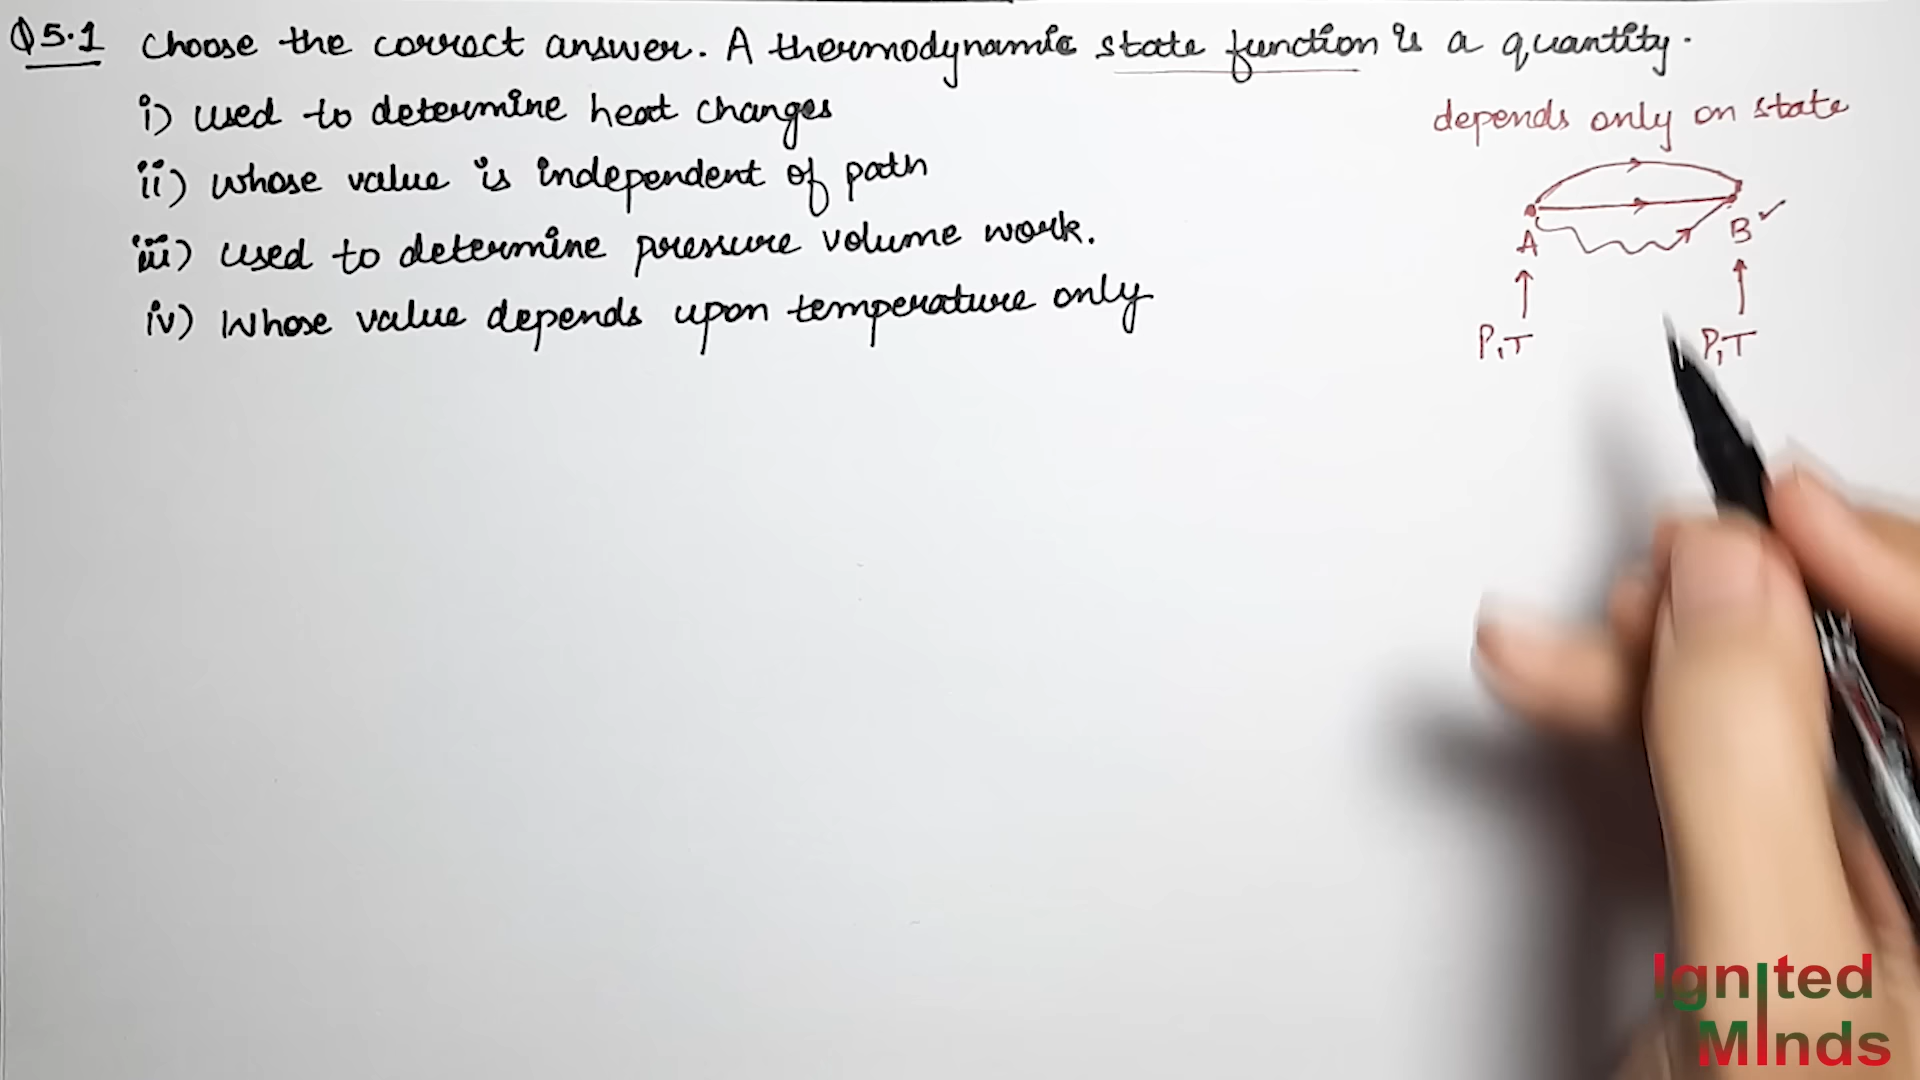 Q5.1 Choose the correct answer. A thermodynamic state function is a quantity.
i) used to determine heat changes
ii) whose value is independent of path
iii) used to determine pressure volume work.
iv) Whose value depends upon temperature only
depends only on state
A
B
P,T
P,T
Ignited
Minds